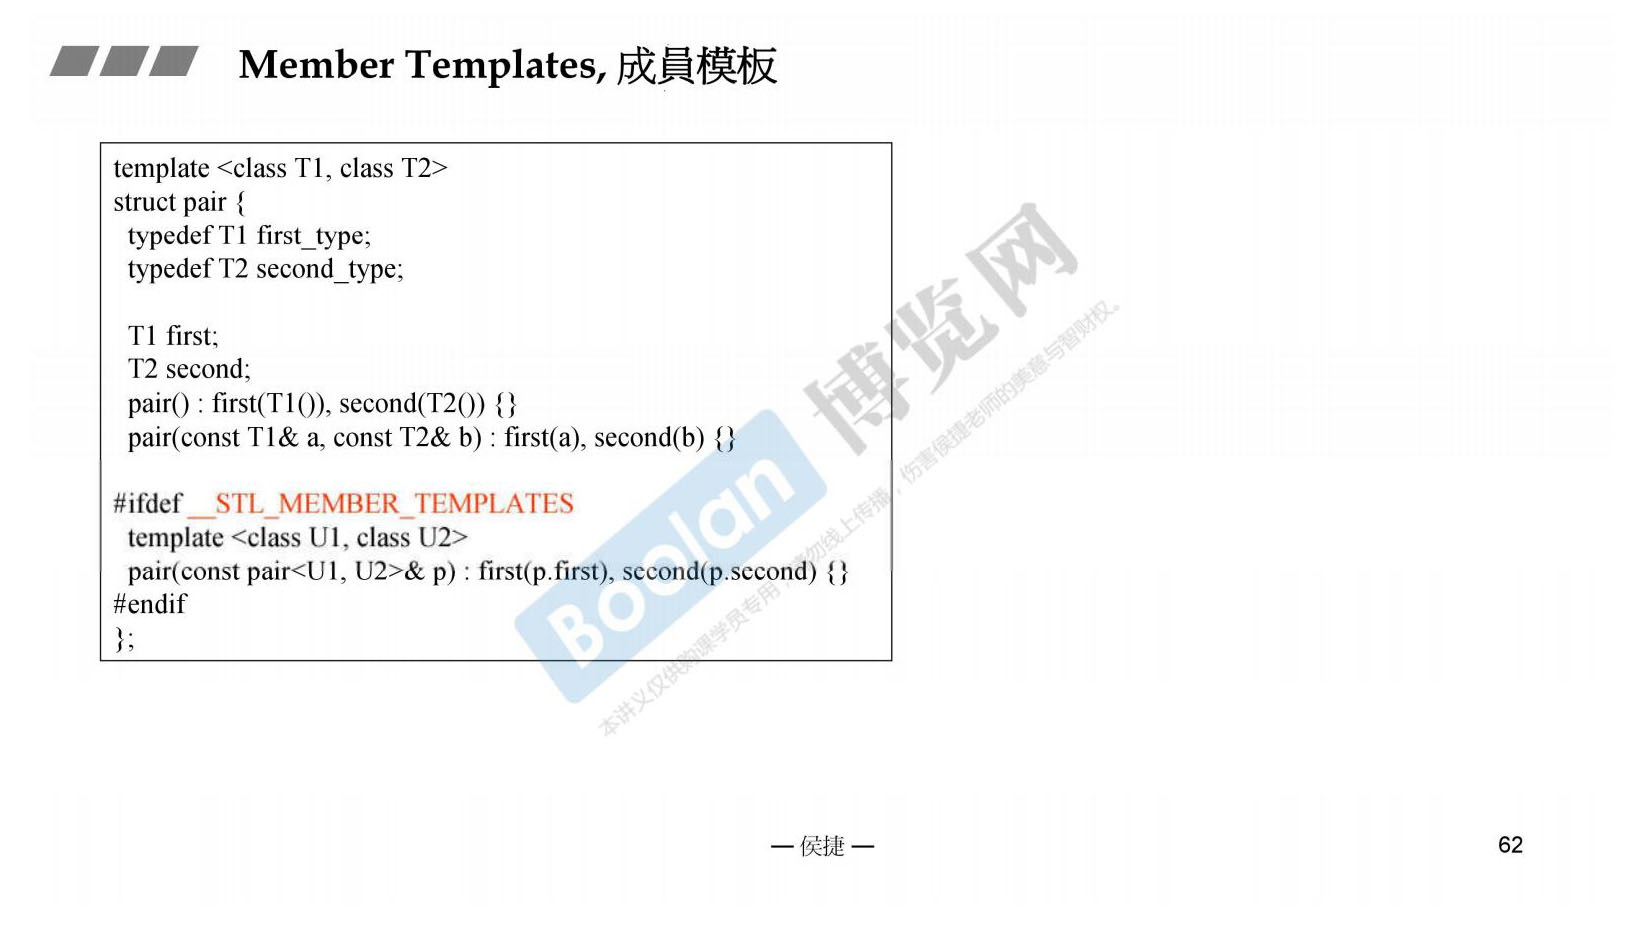 Member Templates, 成員模板
template <class T1, class T2>
struct pair {
typedef T1 first_type;
typedef T2 second_type;
T1 first;
T2 second;
pair() : first(T1()), second(T2()) {}
pair(const T1& a, const T2& b) : first(a), second(b) {}
#ifdef __STL_MEMBER_TEMPLATES
template <class U1, class U2>
pair(const pair<U1, U2>& p) : first(p.first), second(p.second) {}
#endif
};
Boolan 博览网
本讲义仅供购课学员专用,请勿线上传播,伤害侯捷老师的美意与智财权。
— 侯捷 —
62